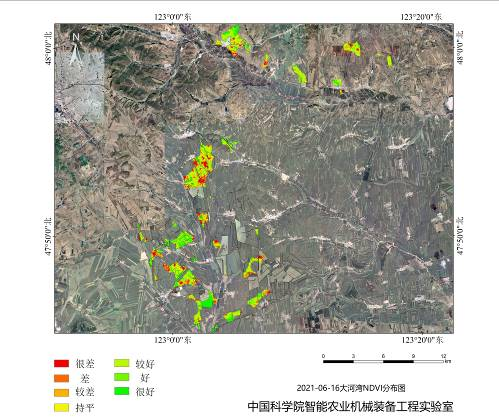 123°0'0"东 123°20'0"东
48°0'0"北 48°0'0"北
N
47°50'0"北 47°50'0"北
123°0'0"东 123°20'0"东
很差 较好
差 好
较差 很好
持平
0 3 6 9 12
km
2021-06-16大河湾NDVI分布图
中国科学院智能农业机械装备工程实验室